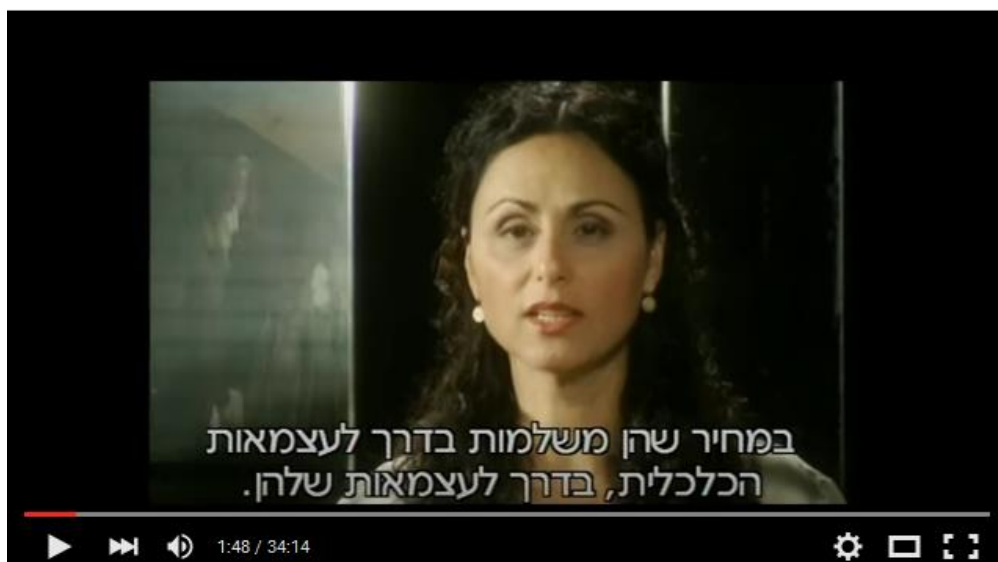 במחיר שהן משלמות בדרך לעצמאות
הכלכלית, בדרך לעצמאות שלהן.
1:48 / 34:14